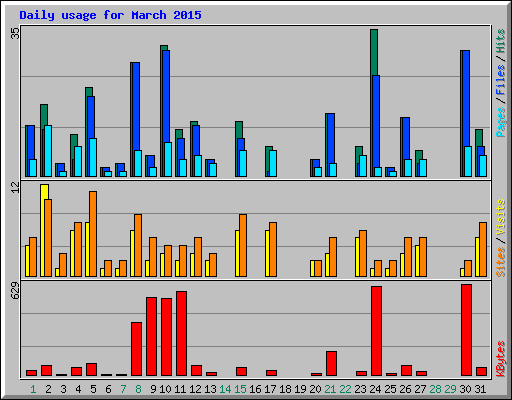 Daily usage for March 2015
35
Pages / Files / Hits
12
Sites / Visits
629
KBytes
1 2 3 4 5 6 7 8 9 10 11 12 13 14 15 16 17 18 19 20 21 22 23 24 25 26 27 28 29 30 31